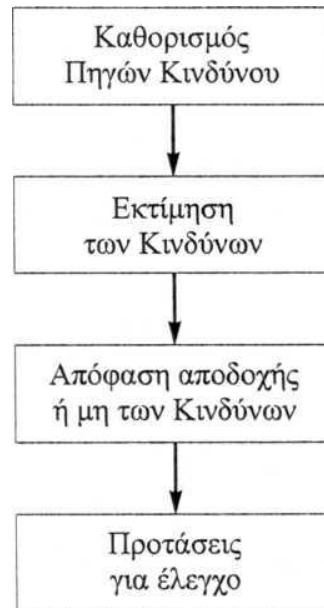 Καθορισμός
Πηγών Κινδύνου
Εκτίμηση
των Κινδύνων
Απόφαση αποδοχής
ή μη των Κινδύνων
Προτάσεις
για έλεγχο